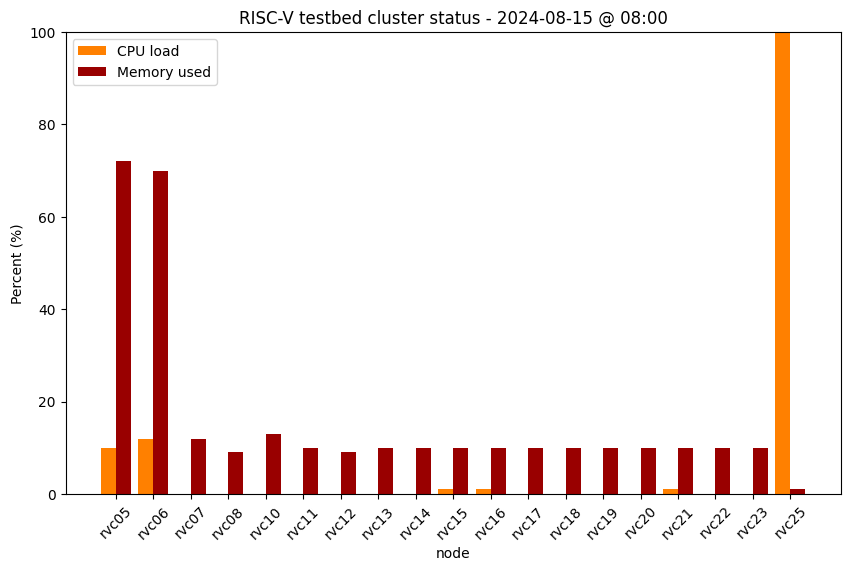 RISC-V testbed cluster status - 2024-08-15 @ 08:00
CPU load
Memory used
Percent (%)
100
80
60
40
20
0
rvc05 rvc06 rvc07 rvc08 rvc10 rvc11 rvc12 rvc13 rvc14 rvc15 rvc16 rvc17 rvc18 rvc19 rvc20 rvc21 rvc22 rvc23 rvc25
node